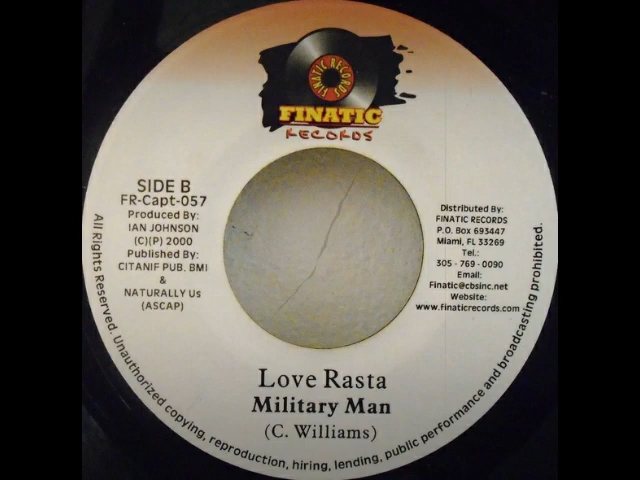 FINATIC RECORDS
FINATIC
RECORDS
SIDE B
FR-Capt-057
Produced By:
IAN JOHNSON
(C)(P) 2000
Published By:
CITANIF PUB. BMI
&
NATURALLY Us
(ASCAP)
Distributed By:
FINATIC RECORDS
P.O. Box 693447
Miami, FL 33269
Tel.:
305 - 769 - 0090
Email:
Finatic@cbsinc.net
Website:
www.finaticrecords.com
Love Rasta
Military Man
(C. Williams)
All Rights Reserved. Unauthorized copying, reproduction, hiring, lending, public performance and broadcasting prohibited.